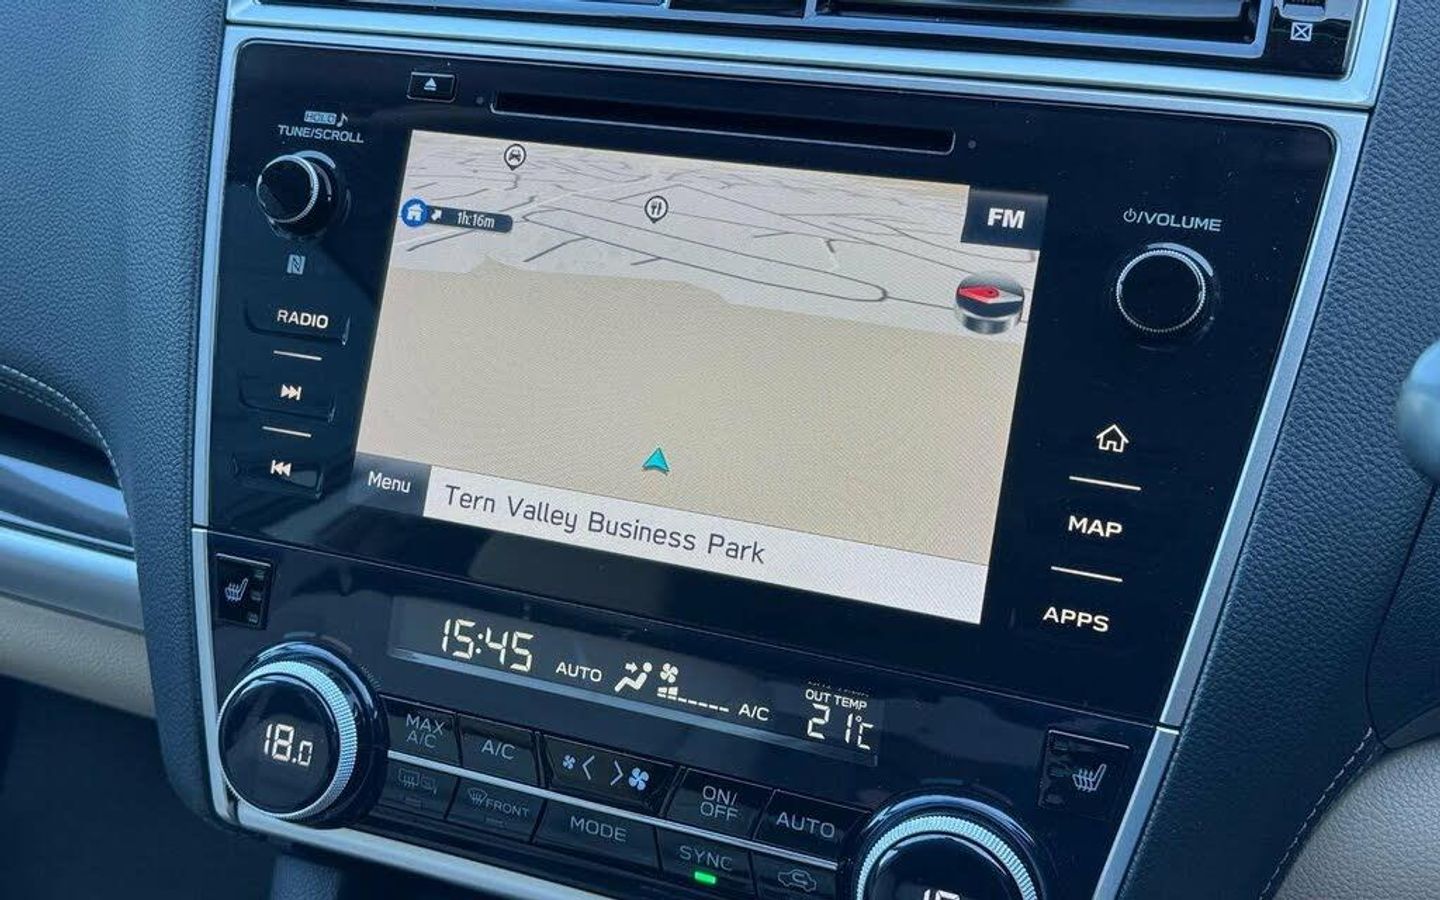 HOLD
TUNE/SCROLL
RADIO
FM
1h:16m
Menu
Tern Valley Business Park
/VOLUME
MAP
APPS
15:45
AUTO
A/C
OUT TEMP
21°C
18.0
MAX
A/C
A/C
FRONT
MODE
ON/
OFF
AUTO
SYNC